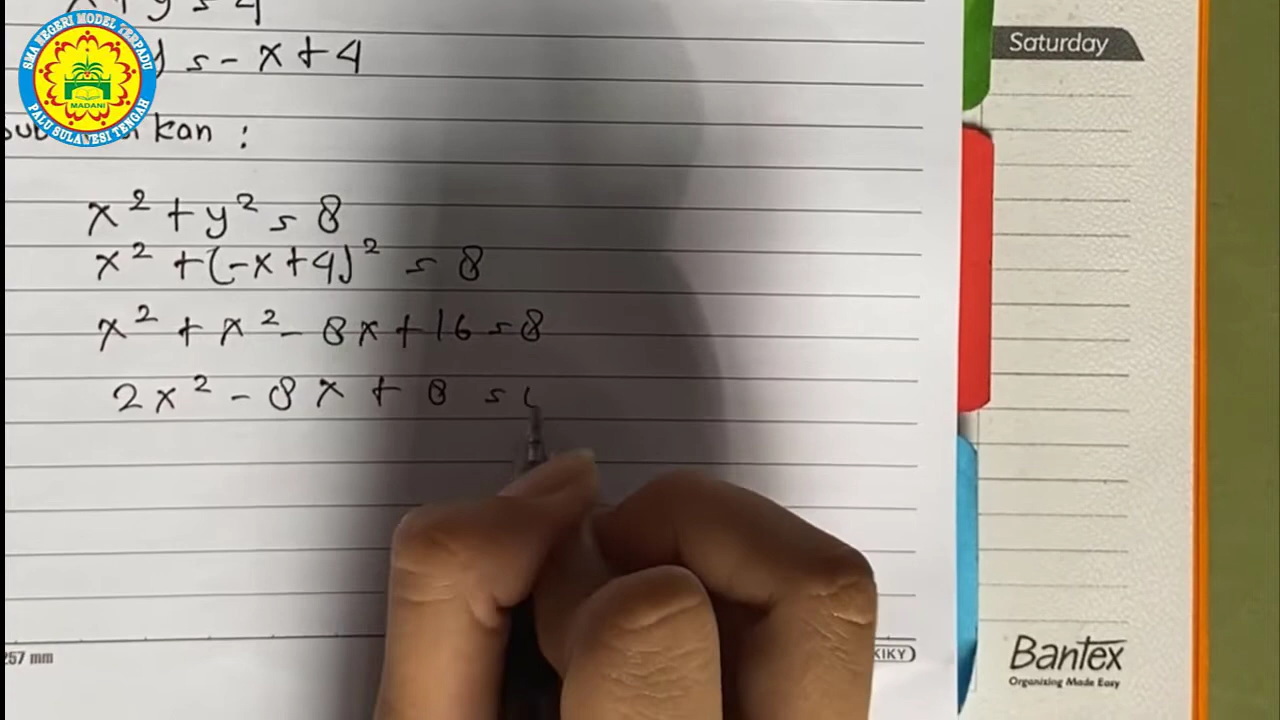 x + y = 4
= -x + 4
kan :
x² + y² = 8
x² + (-x + 4)² = 8
x² + x² - 8x + 16 = 8
2x² - 8x + 8 =
SMA NEGERI MODEL TERPADU
MADANI
PALU SULAWESI TENGAH
Saturday
257 mm
KIKY
Bantex
Organizing Made Easy